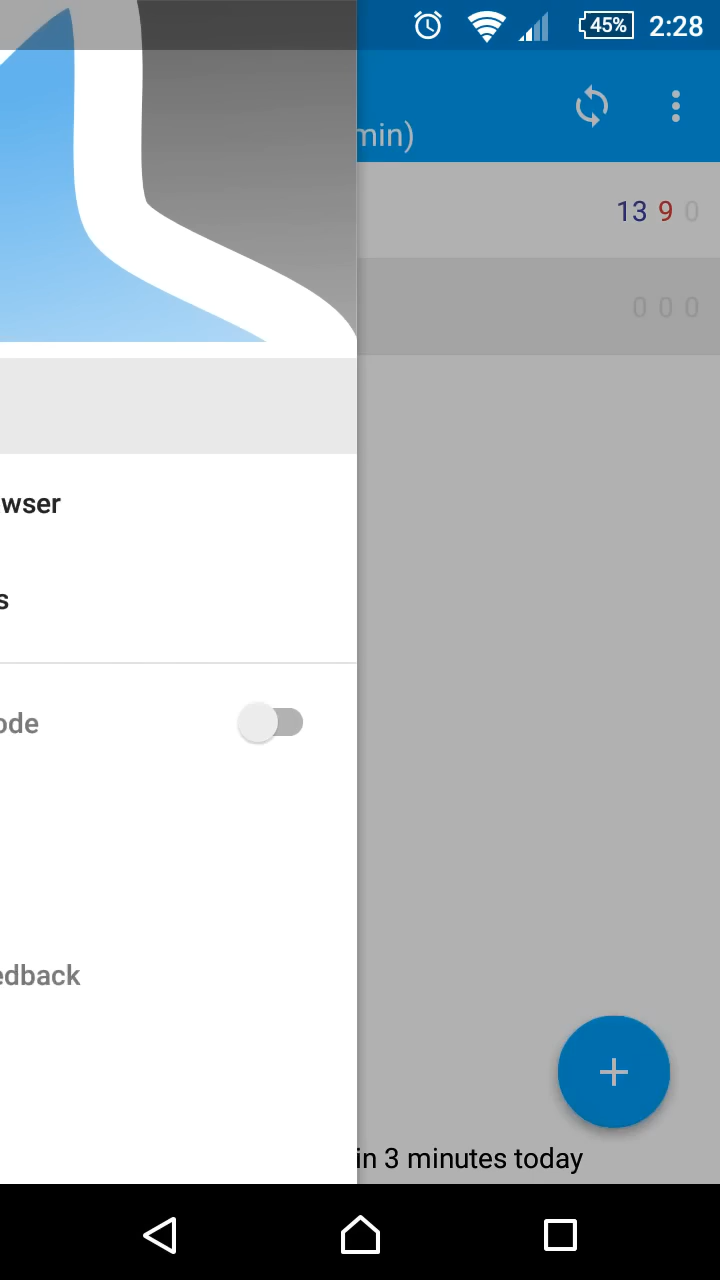 45% 2:28
min)
13 9 0
0 0 0
wser
s
ode
edback
in 3 minutes today